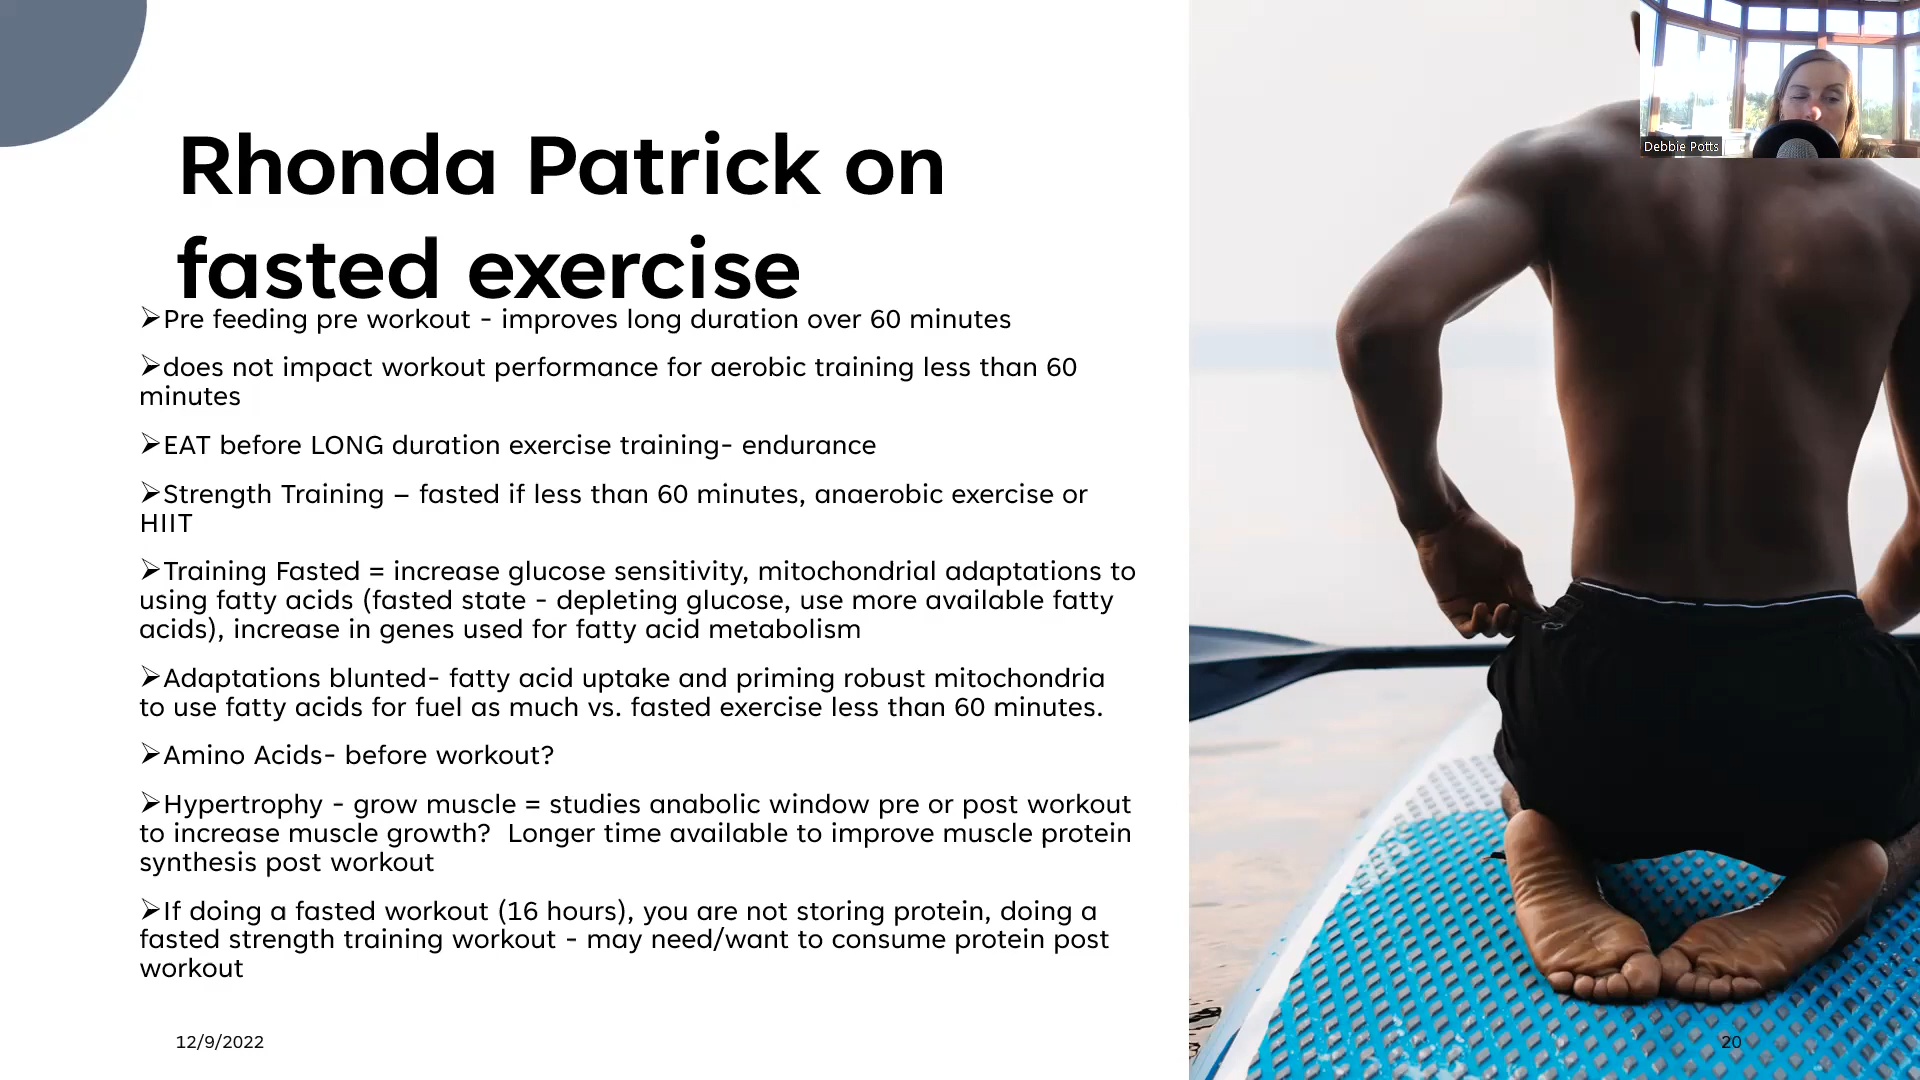 Rhonda Patrick on
fasted exercise
➢Pre feeding pre workout - improves long duration over 60 minutes
➢does not impact workout performance for aerobic training less than 60
minutes
➢EAT before LONG duration exercise training- endurance
➢Strength Training – fasted if less than 60 minutes, anaerobic exercise or
HIIT
➢Training Fasted = increase glucose sensitivity, mitochondrial adaptations to
using fatty acids (fasted state - depleting glucose, use more available fatty
acids), increase in genes used for fatty acid metabolism
➢Adaptations blunted- fatty acid uptake and priming robust mitochondria
to use fatty acids for fuel as much vs. fasted exercise less than 60 minutes.
➢Amino Acids- before workout?
➢Hypertrophy - grow muscle = studies anabolic window pre or post workout
to increase muscle growth?  Longer time available to improve muscle protein
synthesis post workout
➢If doing a fasted workout (16 hours), you are not storing protein, doing a
fasted strength training workout - may need/want to consume protein post
workout
12/9/2022
20
Debbie Potts